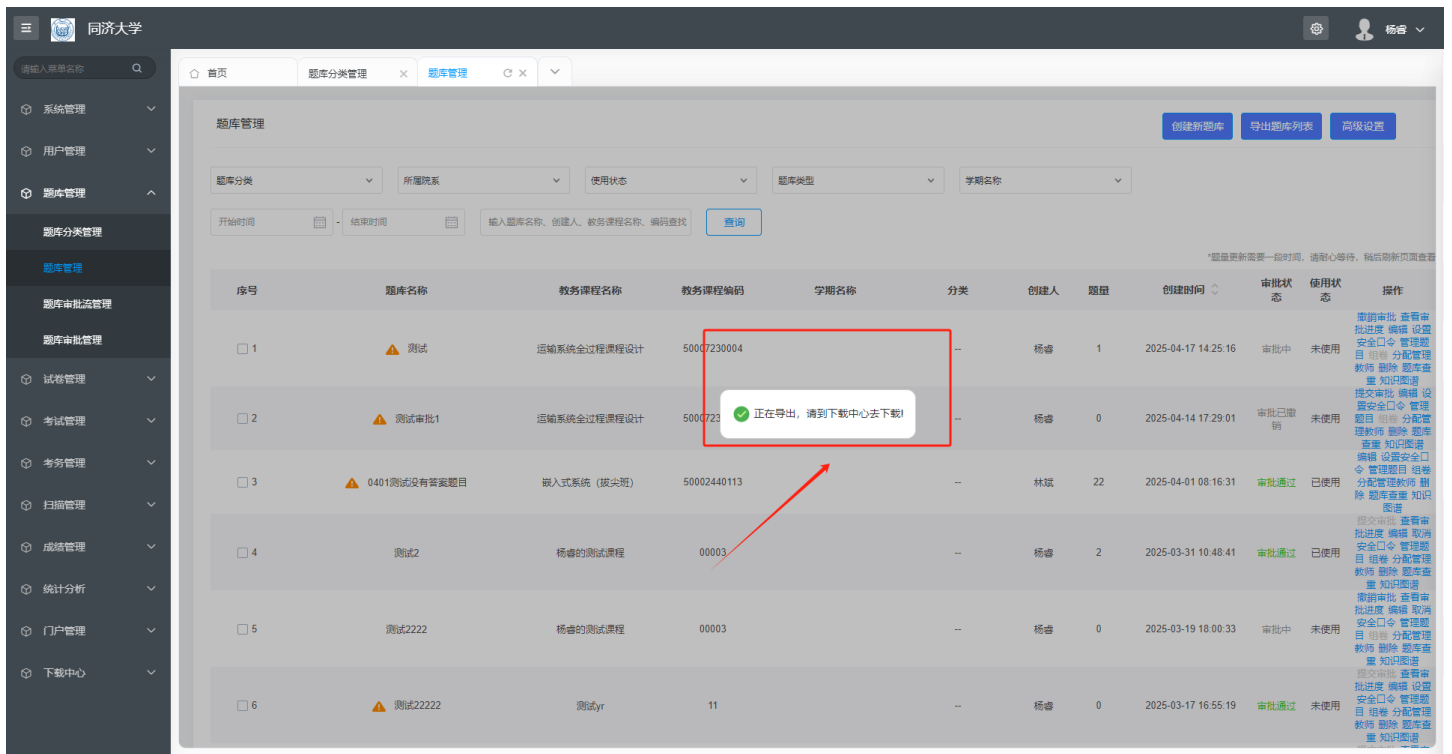 同济大学
杨睿
请输入菜单名称
首页
题库分类管理
题库管理
系统管理
用户管理
题库管理
题库分类管理
题库管理
题库审批流管理
题库审批管理
试卷管理
考试管理
考务管理
扫描管理
成绩管理
统计分析
门户管理
下载中心
题库管理
创建新题库
导出题库列表
高级设置
题库分类
所属院系
使用状态
题库类型
学期名称
开始时间 - 结束时间
输入题库名称、创建人、教务课程名称、编码查找
查询
*题量更新需要一段时间，请耐心等待，稍后刷新页面查看
序号 题库名称 教务课程名称 教务课程编码 学期名称 分类 创建人 题量 创建时间 审批状态 使用状态 操作
1 测试 运输系统全过程课程设计 50007230004 -- 杨睿 1 2025-04-17 14:25:16 审批中 未使用
撤销审批 查看审
批进度 编辑 设置
安全口令 管理题
目 组卷 分配管理
教师 删除 题库查
重 知识图谱
2 测试审批1 运输系统全过程课程设计 500072 -- 杨睿 0 2025-04-14 17:29:01 审批已撤销 未使用
提交审批 编辑 设
置安全口令 管理
题目 组卷 分配管
理教师 删除 题库
查重 知识图谱
正在导出，请到下载中心去下载!
3 0401测试没有答案题目 嵌入式系统（拔尖班） 50002440113 -- 林斌 22 2025-04-01 08:16:31 审批通过 已使用
编辑 设置安全口
令 管理题目 组卷
分配管理教师 删
除 题库查重 知识
图谱
4 测试2 杨睿的测试课程 00003 -- 杨睿 2 2025-03-31 10:48:41 审批通过 已使用
提交审批 查看审
批进度 编辑 取消
安全口令 管理题
目 组卷 分配管理
教师 删除 题库查
重 知识图谱
5 测试2222 杨睿的测试课程 00003 -- 杨睿 0 2025-03-19 18:00:33 审批中 未使用
撤销审批 查看审
批进度 编辑 取消
安全口令 管理题
目 组卷 分配管理
教师 删除 题库查
重 知识图谱
6 测试22222 测试yr 11 -- 杨睿 0 2025-03-17 16:55:19 审批通过 未使用
提交审批 查看审
批进度 编辑 设置
安全口令 管理题
目 组卷 分配管理
教师 删除 题库查
重 知识图谱